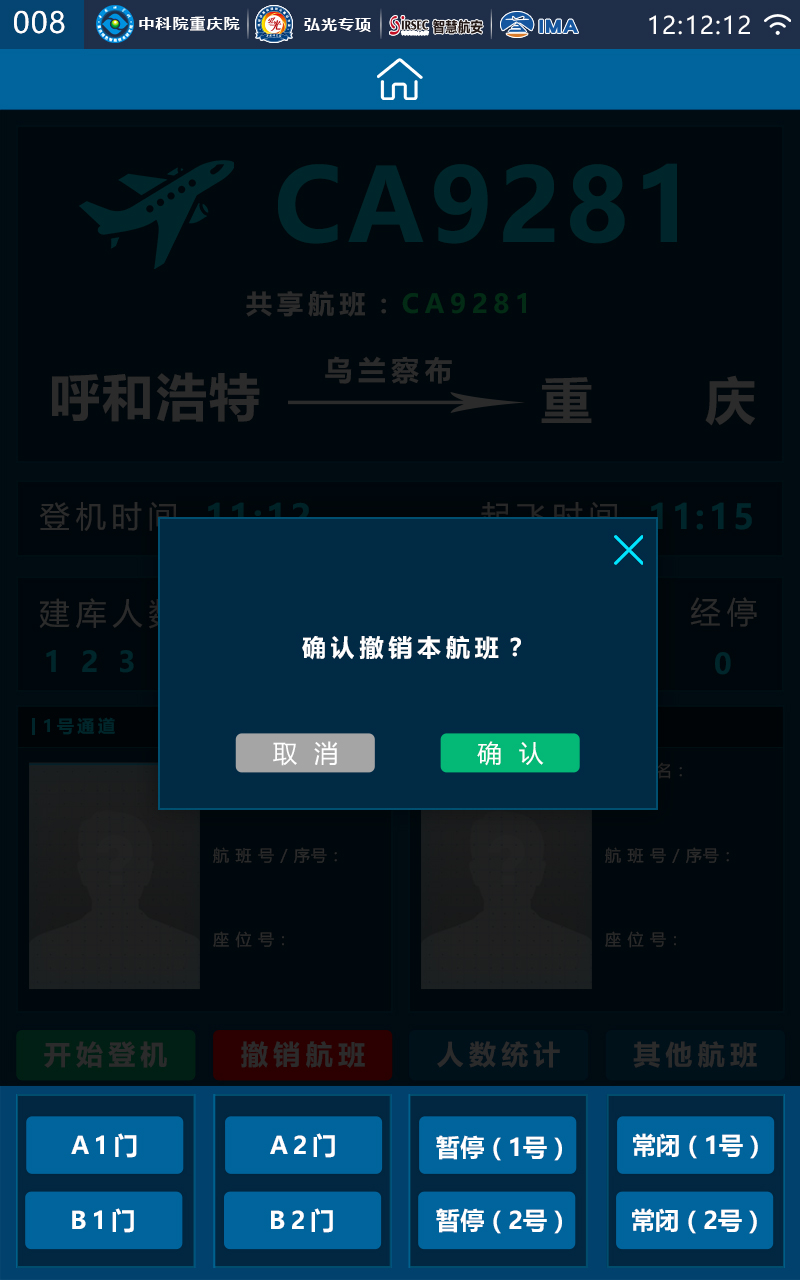 008 中科院重庆院 弘光专项 SiRSEC 智慧航安 IMA 12:12:12
CA9281
共享航班：CA9281
乌兰察布
呼和浩特 重 庆
登机时间 11:12 起飞时间 11:15
建库人数 经停
1 2 3 0
确认撤销本航班？
取 消 确 认
1号通道
名：
航班号/序号： 航班号/序号：
座位号： 座位号：
开始登机 撤销航班 人数统计 其他航班
A1门 A2门 暂停（1号） 常闭（1号）
B1门 B2门 暂停（2号） 常闭（2号）